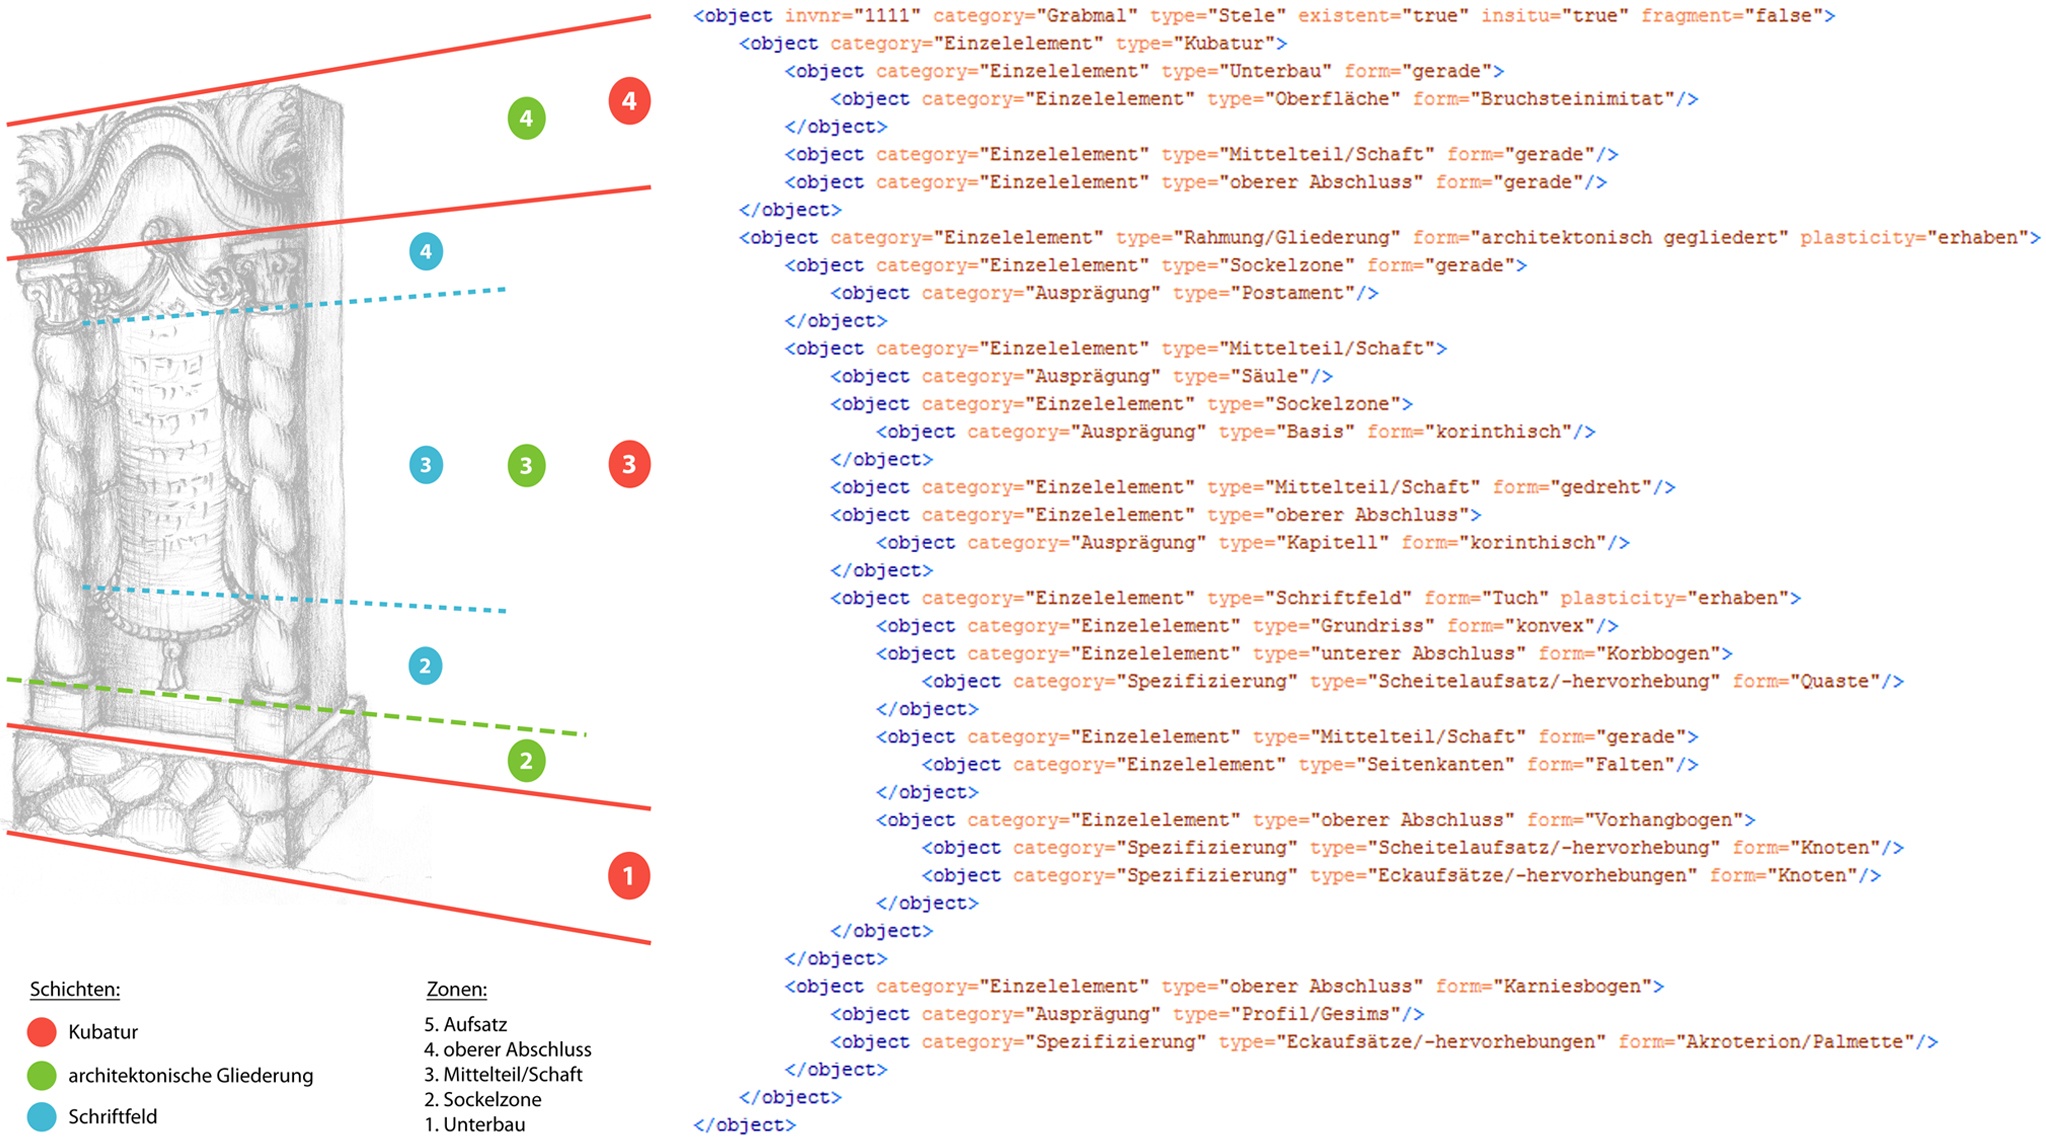 4
4
4
3
3
3
2
2
1
Schichten:
Kubatur
architektonische Gliederung
Schriftfeld
Zonen:
5. Aufsatz
4. oberer Abschluss
3. Mittelteil/Schaft
2. Sockelzone
1. Unterbau
<object invnr="1111" category="Grabmal" type="Stele" existent="true" insitu="true" fragment="false">
<object category="Einzelelement" type="Kubatur">
<object category="Einzelelement" type="Unterbau" form="gerade">
<object category="Einzelelement" type="Oberfläche" form="Bruchsteinimitat"/>
</object>
<object category="Einzelelement" type="Mittelteil/Schaft" form="gerade"/>
<object category="Einzelelement" type="oberer Abschluss" form="gerade"/>
</object>
<object category="Einzelelement" type="Rahmung/Gliederung" form="architektonisch gegliedert" plasticity="erhaben">
<object category="Einzelelement" type="Sockelzone" form="gerade">
<object category="Ausprägung" type="Postament"/>
</object>
<object category="Einzelelement" type="Mittelteil/Schaft">
<object category="Ausprägung" type="Säule"/>
<object category="Einzelelement" type="Sockelzone">
<object category="Ausprägung" type="Basis" form="korinthisch"/>
</object>
<object category="Einzelelement" type="Mittelteil/Schaft" form="gedreht"/>
<object category="Einzelelement" type="oberer Abschluss">
<object category="Ausprägung" type="Kapitell" form="korinthisch"/>
</object>
<object category="Einzelelement" type="Schriftfeld" form="Tuch" plasticity="erhaben">
<object category="Einzelelement" type="Grundriss" form="konvex"/>
<object category="Einzelelement" type="unterer Abschluss" form="Korbbogen">
<object category="Spezifizierung" type="Scheitelaufsatz/-hervorhebung" form="Quaste"/>
</object>
<object category="Einzelelement" type="Mittelteil/Schaft" form="gerade">
<object category="Einzelelement" type="Seitenkanten" form="Falten"/>
</object>
<object category="Einzelelement" type="oberer Abschluss" form="Vorhangbogen">
<object category="Spezifizierung" type="Scheitelaufsatz/-hervorhebung" form="Knoten"/>
<object category="Spezifizierung" type="Eckaufsätze/-hervorhebungen" form="Knoten"/>
</object>
</object>
</object>
<object category="Einzelelement" type="oberer Abschluss" form="Karniesbogen">
<object category="Ausprägung" type="Profil/Gesims"/>
<object category="Spezifizierung" type="Eckaufsätze/-hervorhebungen" form="Akroterion/Palmette"/>
</object>
</object>
</object>